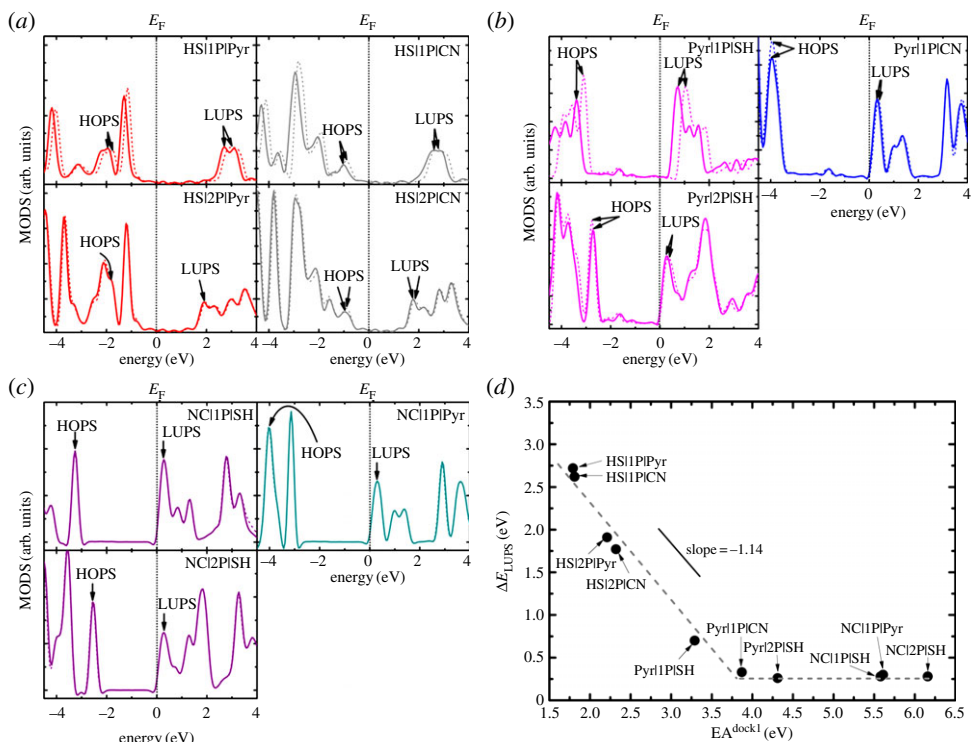 (a)
E_F
E_F
HS|1P|Pyr
HS|1P|CN
HOPS
LUPS
HOPS
LUPS
MODS (arb. units)
HS|2P|Pyr
HS|2P|CN
HOPS
LUPS
HOPS
LUPS
−4 −2 0 2 4
−4 −2 0 2 4
energy (eV)
energy (eV)
(b)
E_F
E_F
Pyr|1P|SH
Pyr|1P|CN
HOPS
LUPS
HOPS
LUPS
MODS (arb. units)
−4 −2 0 2 4
energy (eV)
Pyr|2P|SH
HOPS
LUPS
−4 −2 0 2 4
energy (eV)
(c)
E_F
E_F
NC|1P|SH
NC|1P|Pyr
HOPS
LUPS
HOPS
LUPS
MODS (arb. units)
−4 −2 0 2 4
energy (eV)
NC|2P|SH
HOPS
LUPS
−4 −2 0 2 4
energy (eV)
(d)
3.5
3.0
2.5
2.0
1.5
1.0
0.5
0
ΔE_LUPS (eV)
HS|1P|Pyr
HS|1P|CN
HS|2P|Pyr
HS|2P|CN
slope = −1.14
Pyr|1P|SH
Pyr|1P|CN
Pyr|2P|SH
NC|1P|Pyr
NC|1P|SH
NC|2P|SH
1.5 2.0 2.5 3.0 3.5 4.0 4.5 5.0 5.5 6.0 6.5
EA^dock1 (eV)